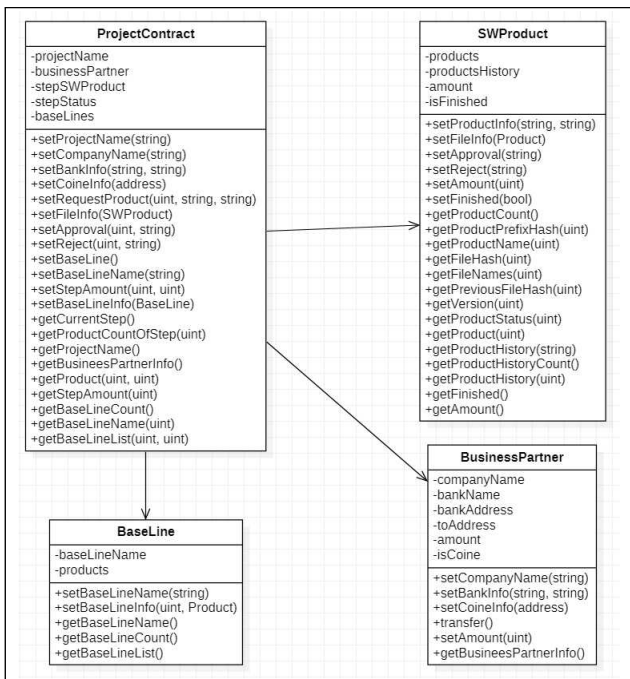 ProjectContract
-projectName
-businessPartner
-stepSWProduct
-stepStatus
-baseLines
+setProjectName(string)
+setCompanyName(string)
+setBankInfo(string, string)
+setCoineInfo(address)
+setRequestProduct(uint, string, string)
+setFileInfo(SWProduct)
+setApproval(uint, string)
+setReject(uint, string)
+setBaseLine()
+setBaseLineName(string)
+setStepAmount(uint, uint)
+setBaseLineInfo(BaseLine)
+getCurrentStep()
+getProductCountOfStep(uint)
+getProjectName()
+getBusineesPartnerInfo()
+getProduct(uint, uint)
+getStepAmount(uint)
+getBaseLineCount()
+getBaseLineName(uint)
+getBaseLineList(uint, uint)
SWProduct
-products
-productsHistory
-amount
-isFinished
+setProductInfo(string, string)
+setFileInfo(Product)
+setApproval(string)
+setReject(string)
+setAmount(uint)
+setFinished(bool)
+getProductCount()
+getProductPrefixHash(uint)
+getProductName(uint)
+getFileHash(uint)
+getFileNames(uint)
+getPreviousFileHash(uint)
+getVersion(uint)
+getProductStatus(uint)
+getProduct(uint)
+getProductHistory(string)
+getProductHistoryCount()
+getProductHistory(uint)
+getFinished()
+getAmount()
BaseLine
-baseLineName
-products
+setBaseLineName(string)
+setBaseLineInfo(uint, Product)
+getBaseLineName()
+getBaseLineCount()
+getBaseLineList()
BusinessPartner
-companyName
-bankName
-bankAddress
-toAddress
-amount
-isCoine
+setCompanyName(string)
+setBankInfo(string, string)
+setCoineInfo(address)
+transfer()
+setAmount(uint)
+getBusineesPartnerInfo()